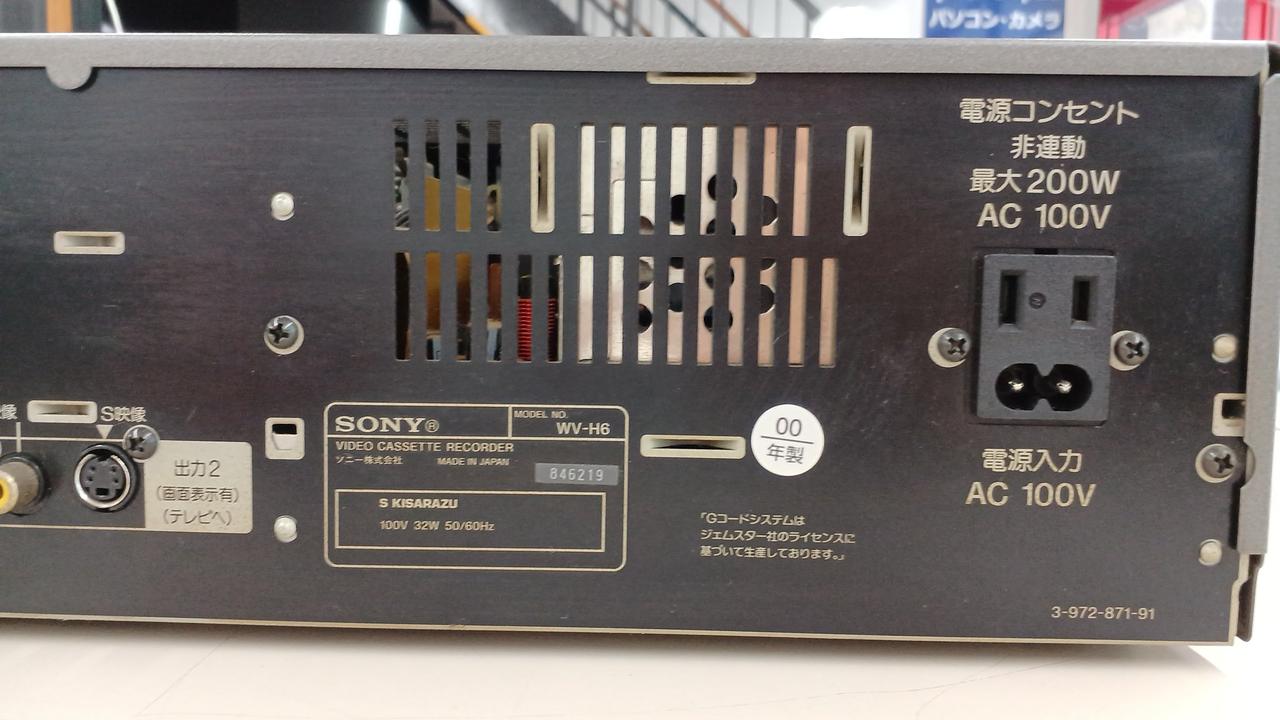 パソコン・カメラ
電源コンセント
非連動
最大200W
AC 100V
電源入力
AC 100V
像
S映像
出力2
(画面表示有)
(テレビへ)
SONY®
MODEL NO.
WV-H6
VIDEO CASSETTE RECORDER
ソニー株式会社 MADE IN JAPAN
846219
S KISARAZU
100V 32W 50/60Hz
00
年製
「Gコードシステムは
ジェムスター社のライセンスに
基づいて生産しております。」
3-972-871-91